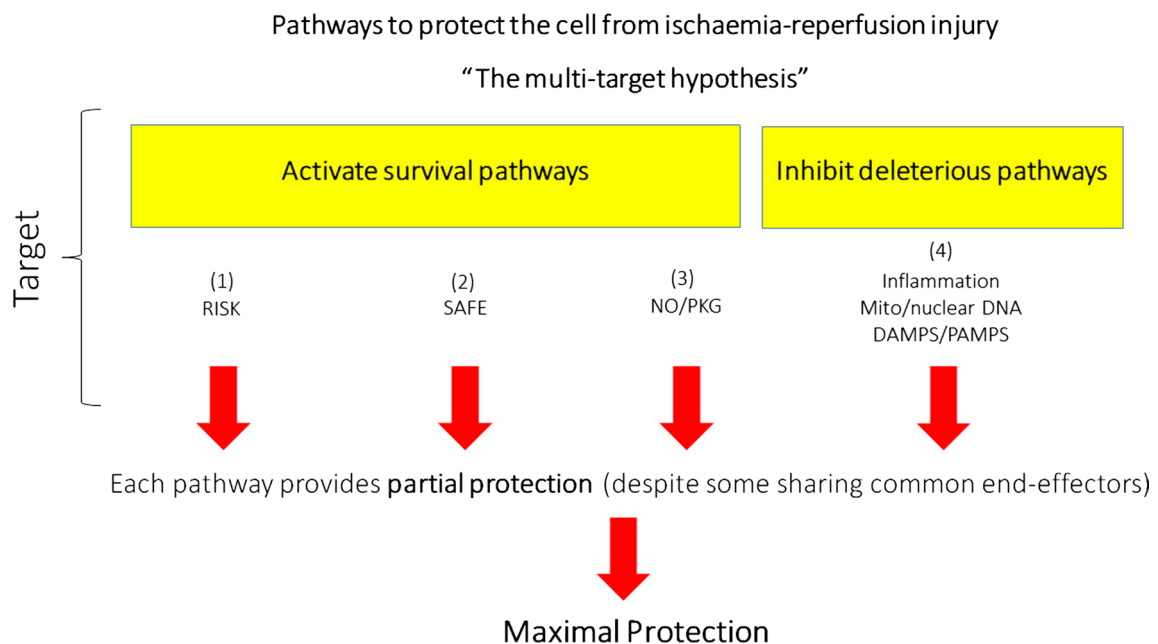 Pathways to protect the cell from ischaemia-reperfusion injury
“The multi-target hypothesis”
Target
Activate survival pathways
Inhibit deleterious pathways
(1)
RISK
(2)
SAFE
(3)
NO/PKG
(4)
Inflammation
Mito/nuclear DNA
DAMPS/PAMPS
Each pathway provides partial protection (despite some sharing common end-effectors)
Maximal Protection